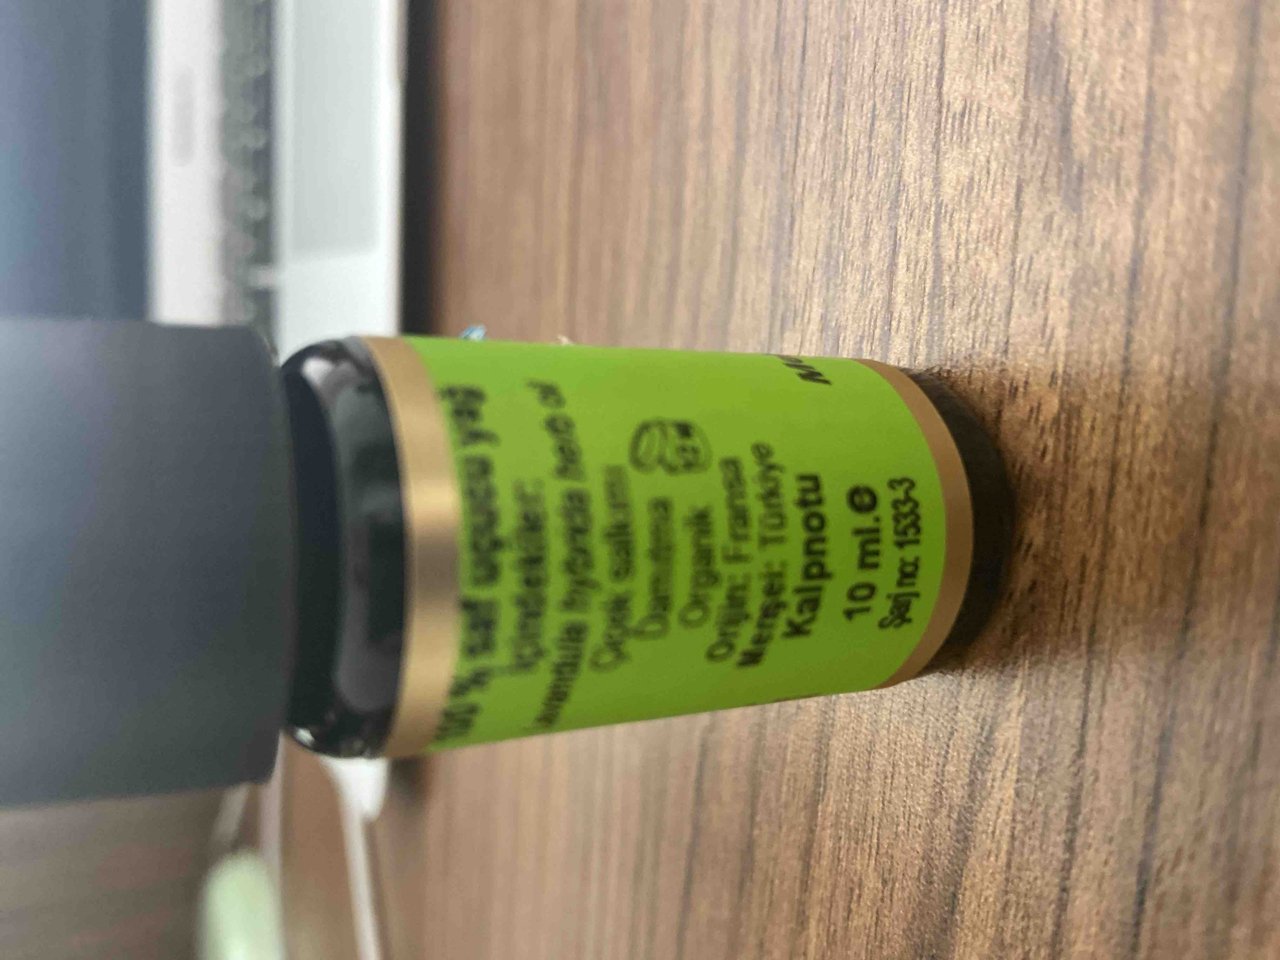 100 % saf uçucu yağ
İçindekiler:
Lavandula hybrida herb oil
Çiçek salkımı
Damıtma
Organik
Orijin: Fransa
Menşei: Türkiye
Kalpnotu
10 ml.e
Şarj no: 1533-3